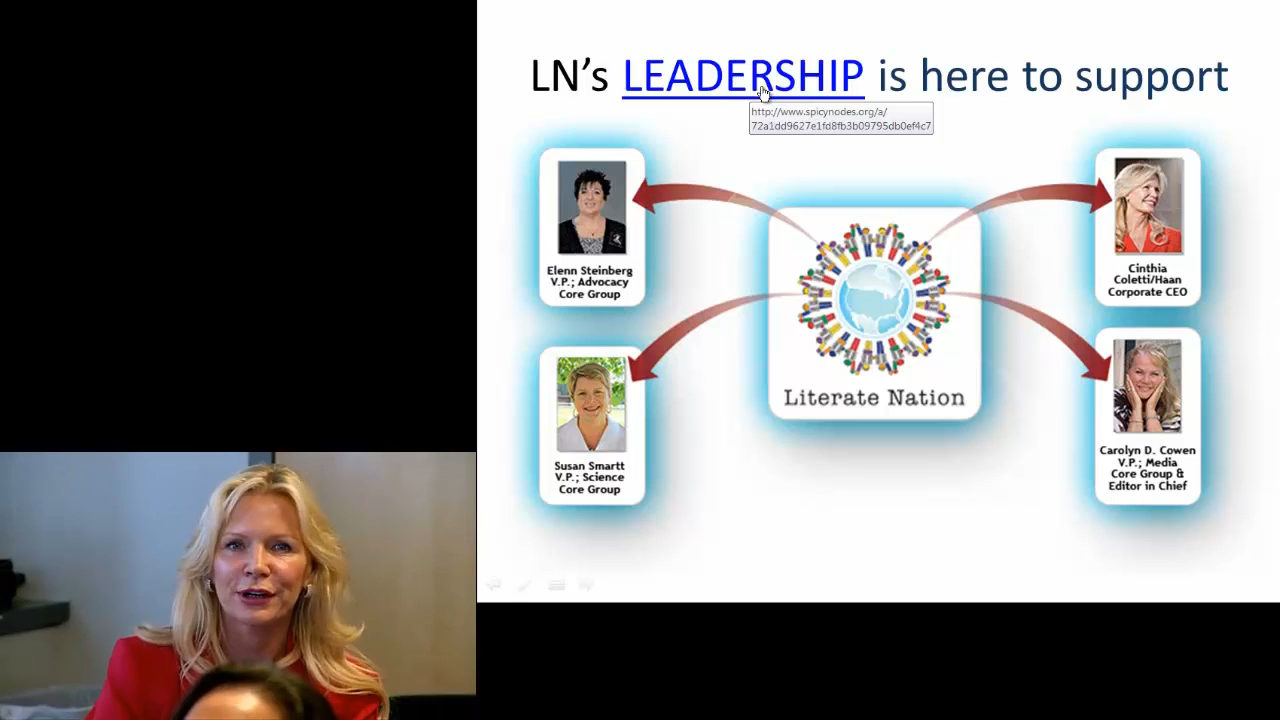 LN’s LEADERSHIP is here to support
http://www.spicynodes.org/a/
72a1dd9627e1fd8fb3b09795db0ef4c7
Elenn Steinberg
V.P.; Advocacy
Core Group
Cinthia
Coletti/Haan
Corporate CEO
Literate Nation
Susan Smartt
V.P.; Science
Core Group
Carolyn D. Cowen
V.P.; Media
Core Group &
Editor in Chief